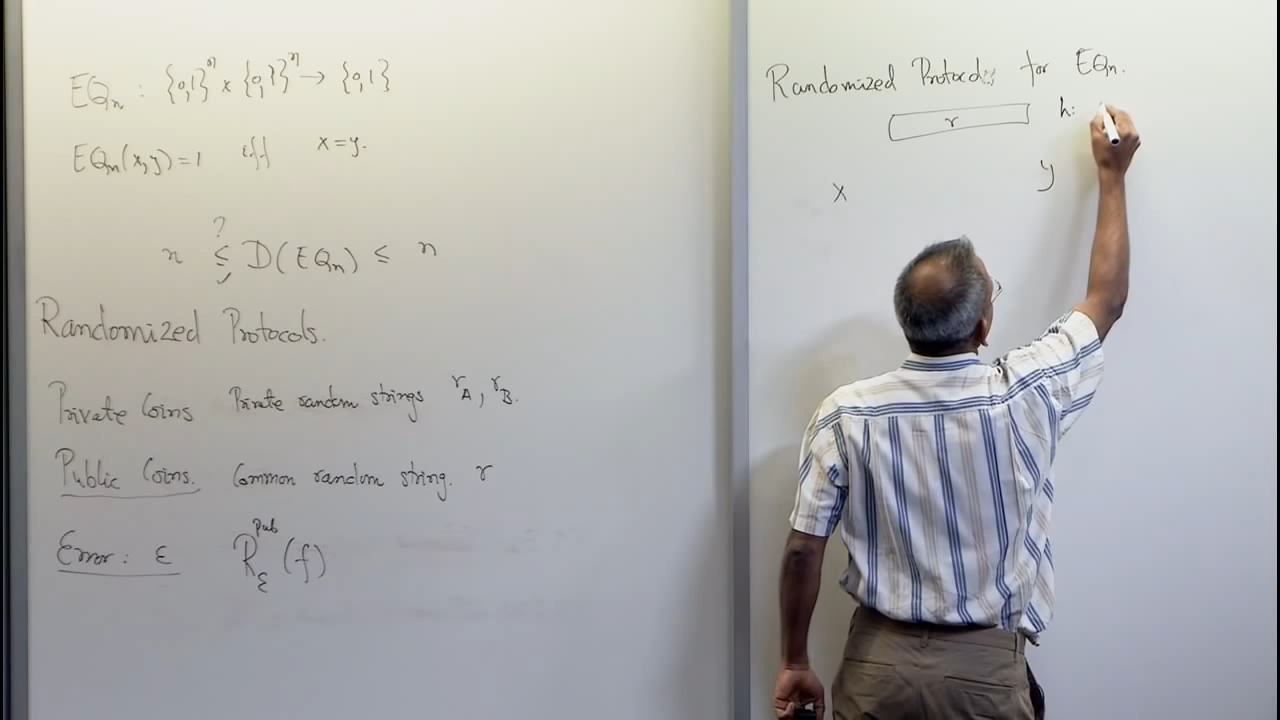 EQn : {0,1}^n × {0,1}^n → {0,1}
EQn(x,y)=1 iff x=y.
?
n ≤ D(EQn) ≤ n
Randomized Protocols.
Private Coins Private random strings rA, rB.
Public Coins. Common random string. r
Error: ε R^pub_ε (f)
Randomized Protocols for EQn.
r h:
x y